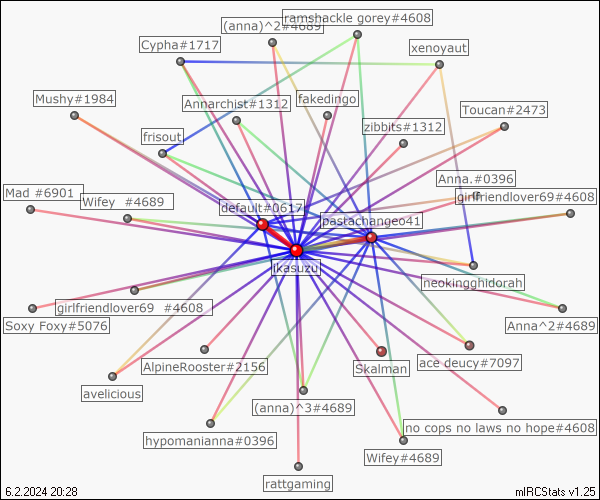 ramshackle gorey#4608
(anna)^2#4689
Cypha#1717
xenoyaut
Mushy#1984
Annarchist#1312
fakedingo
Toucan#2473
zibbits#1312
frisout
Anna.#0396
Mad #6901
Wifey #4689
girlfriendlover69#4608
default#0617
pastachangeo41
ikasuzu
neokingghidorah
girlfriendlover69 #4608
Soxy Foxy#5076
Anna^2#4689
AlpineRooster#2156
Skalman
ace deucy#7097
avelicious
(anna)^3#4689
no cops no laws no hope#4608
hypomanianna#0396
Wifey#4689
rattgaming
6.2.2024 20:28
mIRCStats v1.25